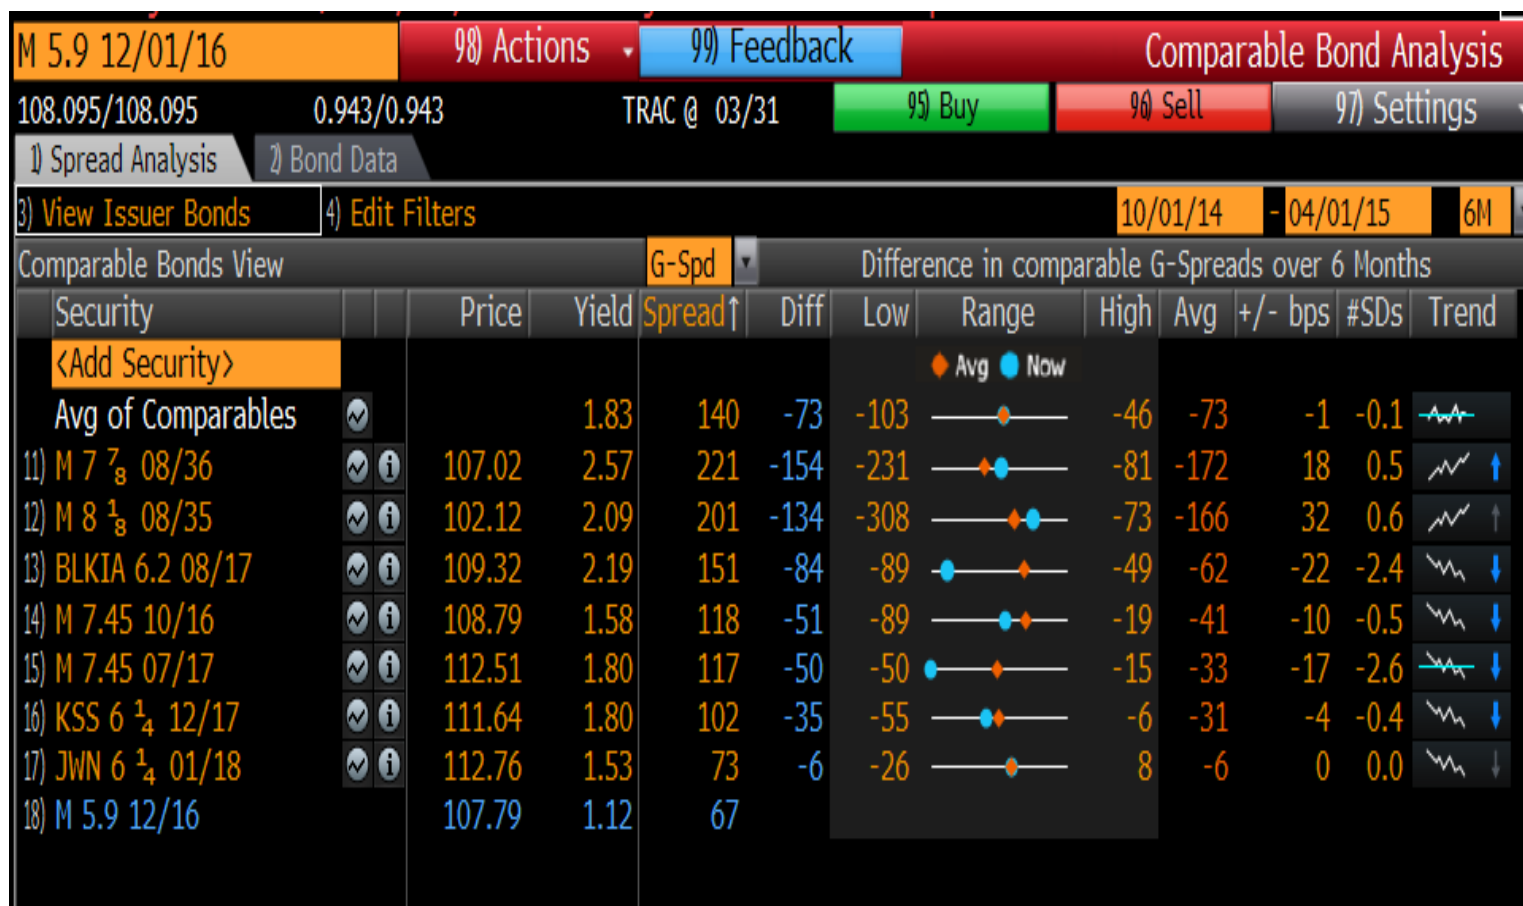 M 5.9 12/01/16 98) Actions 99) Feedback Comparable Bond Analysis
108.095/108.095 0.943/0.943 TRAC @ 03/31 95) Buy 96) Sell 97) Settings
1) Spread Analysis 2) Bond Data
3) View Issuer Bonds 4) Edit Filters 10/01/14 - 04/01/15 6M
Comparable Bonds View G-Spd Difference in comparable G-Spreads over 6 Months
Security Price Yield Spread↑ Diff Low Range High Avg +/- bps #SDs Trend
<Add Security> Avg Now
Avg of Comparables 1.83 140 -73 -103 -46 -73 -1 -0.1
11) M 7 ⅞ 08/36 107.02 2.57 221 -154 -231 -81 -172 18 0.5
12) M 8 ⅛ 08/35 102.12 2.09 201 -134 -308 -73 -166 32 0.6
13) BLKIA 6.2 08/17 109.32 2.19 151 -84 -89 -49 -62 -22 -2.4
14) M 7.45 10/16 108.79 1.58 118 -51 -89 -19 -41 -10 -0.5
15) M 7.45 07/17 112.51 1.80 117 -50 -50 -15 -33 -17 -2.6
16) KSS 6 ¼ 12/17 111.64 1.80 102 -35 -55 -6 -31 -4 -0.4
17) JWN 6 ¼ 01/18 112.76 1.53 73 -6 -26 8 -6 0 0.0
18) M 5.9 12/16 107.79 1.12 67